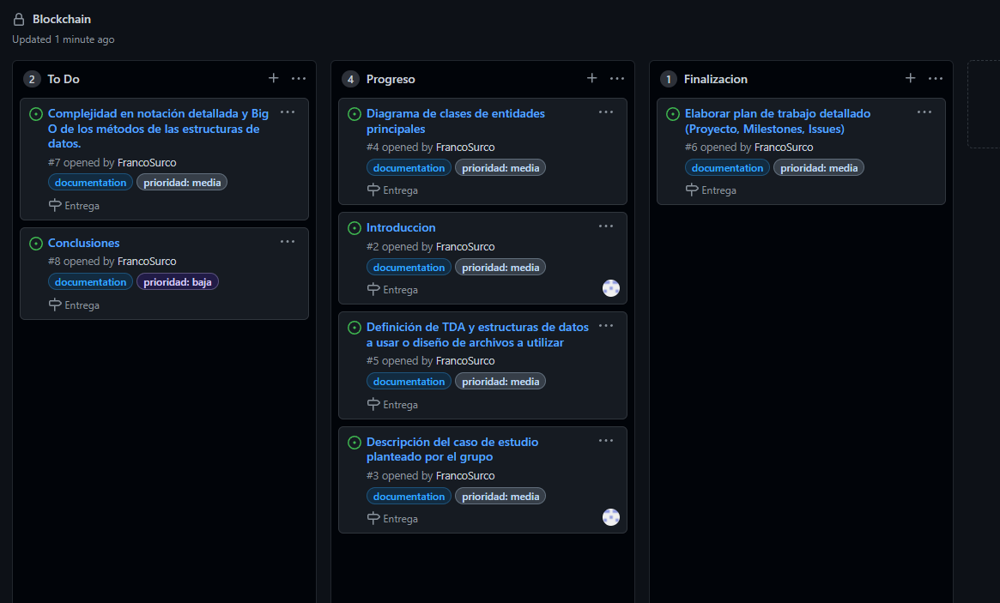 Blockchain
Updated 1 minute ago
2 To Do
Complejidad en notación detallada y Big
O de los métodos de las estructuras de
datos.
#7 opened by FrancoSurco
documentation prioridad: media
Entrega
Conclusiones
#8 opened by FrancoSurco
documentation prioridad: baja
Entrega
4 Progreso
Diagrama de clases de entidades
principales
#4 opened by FrancoSurco
documentation prioridad: media
Entrega
Introduccion
#2 opened by FrancoSurco
documentation prioridad: media
Entrega
Definición de TDA y estructuras de datos
a usar o diseño de archivos a utilizar
#5 opened by FrancoSurco
documentation prioridad: media
Entrega
Descripción del caso de estudio
planteado por el grupo
#3 opened by FrancoSurco
documentation prioridad: media
Entrega
1 Finalizacion
Elaborar plan de trabajo detallado
(Proyecto, Milestones, Issues)
#6 opened by FrancoSurco
documentation prioridad: media
Entrega